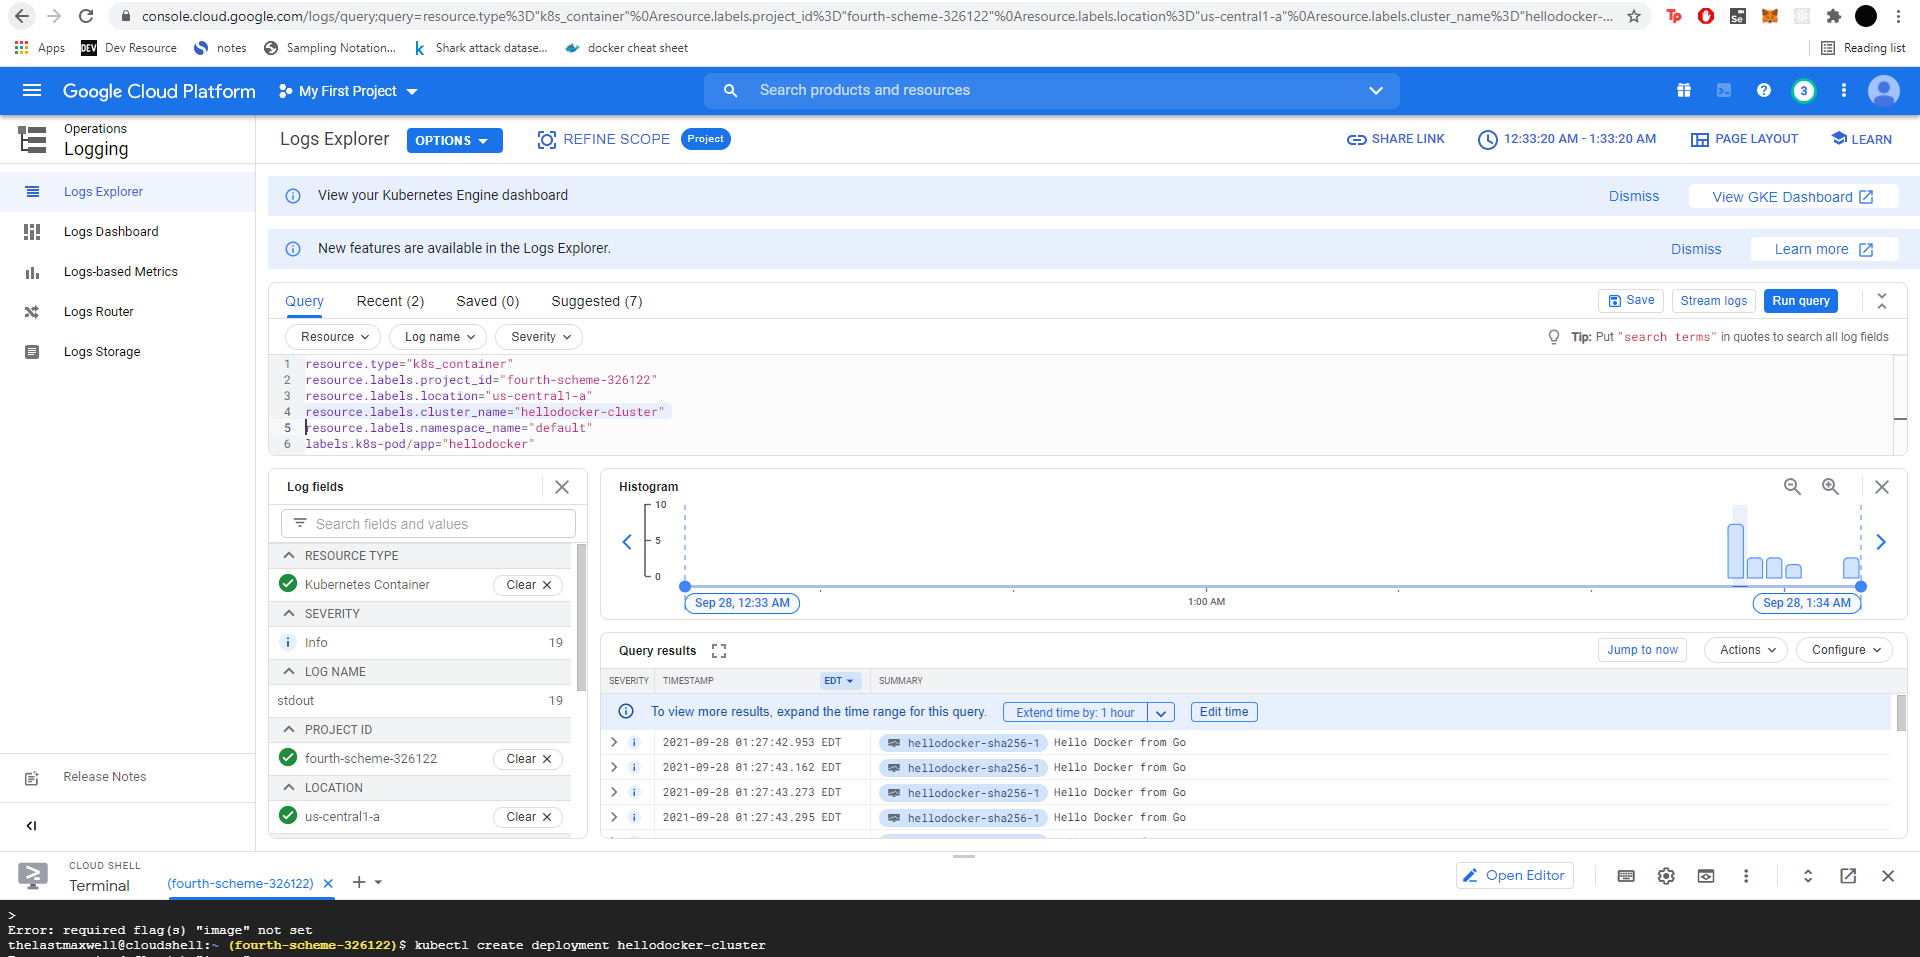 console.cloud.google.com/logs/query;query=resource.type%3D"k8s_container"%0Aresource.labels.project_id%3D"fourth-scheme-326122"%0Aresource.labels.location%3D"us-central1-a"%0Aresource.labels.cluster_name%3D"hellodocker-...
Apps DEV Dev Resource notes Sampling Notation... k Shark attack datase... docker cheat sheet Reading list
Google Cloud Platform My First Project Search products and resources 3
Operations
Logging
Logs Explorer OPTIONS REFINE SCOPE Project SHARE LINK 12:33:20 AM - 1:33:20 AM PAGE LAYOUT LEARN
Logs Explorer
Logs Dashboard
Logs-based Metrics
Logs Router
Logs Storage
Release Notes
View your Kubernetes Engine dashboard Dismiss View GKE Dashboard
New features are available in the Logs Explorer. Dismiss Learn more
Query Recent (2) Saved (0) Suggested (7) Save Stream logs Run query
Resource Log name Severity Tip: Put "search terms" in quotes to search all log fields
1 resource.type="k8s_container"
2 resource.labels.project_id="fourth-scheme-326122"
3 resource.labels.location="us-central1-a"
4 resource.labels.cluster_name="hellodocker-cluster"
5 resource.labels.namespace_name="default"
6 labels.k8s-pod/app="hellodocker"
Log fields
Search fields and values
RESOURCE TYPE
Kubernetes Container Clear
SEVERITY
Info 19
LOG NAME
stdout 19
PROJECT ID
fourth-scheme-326122 Clear
LOCATION
us-central1-a Clear
Histogram
10
5
0
Sep 28, 12:33 AM 1:00 AM Sep 28, 1:34 AM
Query results Jump to now Actions Configure
SEVERITY TIMESTAMP EDT SUMMARY
To view more results, expand the time range for this query. Extend time by: 1 hour Edit time
2021-09-28 01:27:42.953 EDT hellodocker-sha256-1 Hello Docker from Go
2021-09-28 01:27:43.162 EDT hellodocker-sha256-1 Hello Docker from Go
2021-09-28 01:27:43.273 EDT hellodocker-sha256-1 Hello Docker from Go
2021-09-28 01:27:43.295 EDT hellodocker-sha256-1 Hello Docker from Go
CLOUD SHELL
Terminal (fourth-scheme-326122) Open Editor
>
Error: required flag(s) "image" not set
thelastmaxwell@cloudshell:~ (fourth-scheme-326122)$ kubectl create deployment hellodocker-cluster